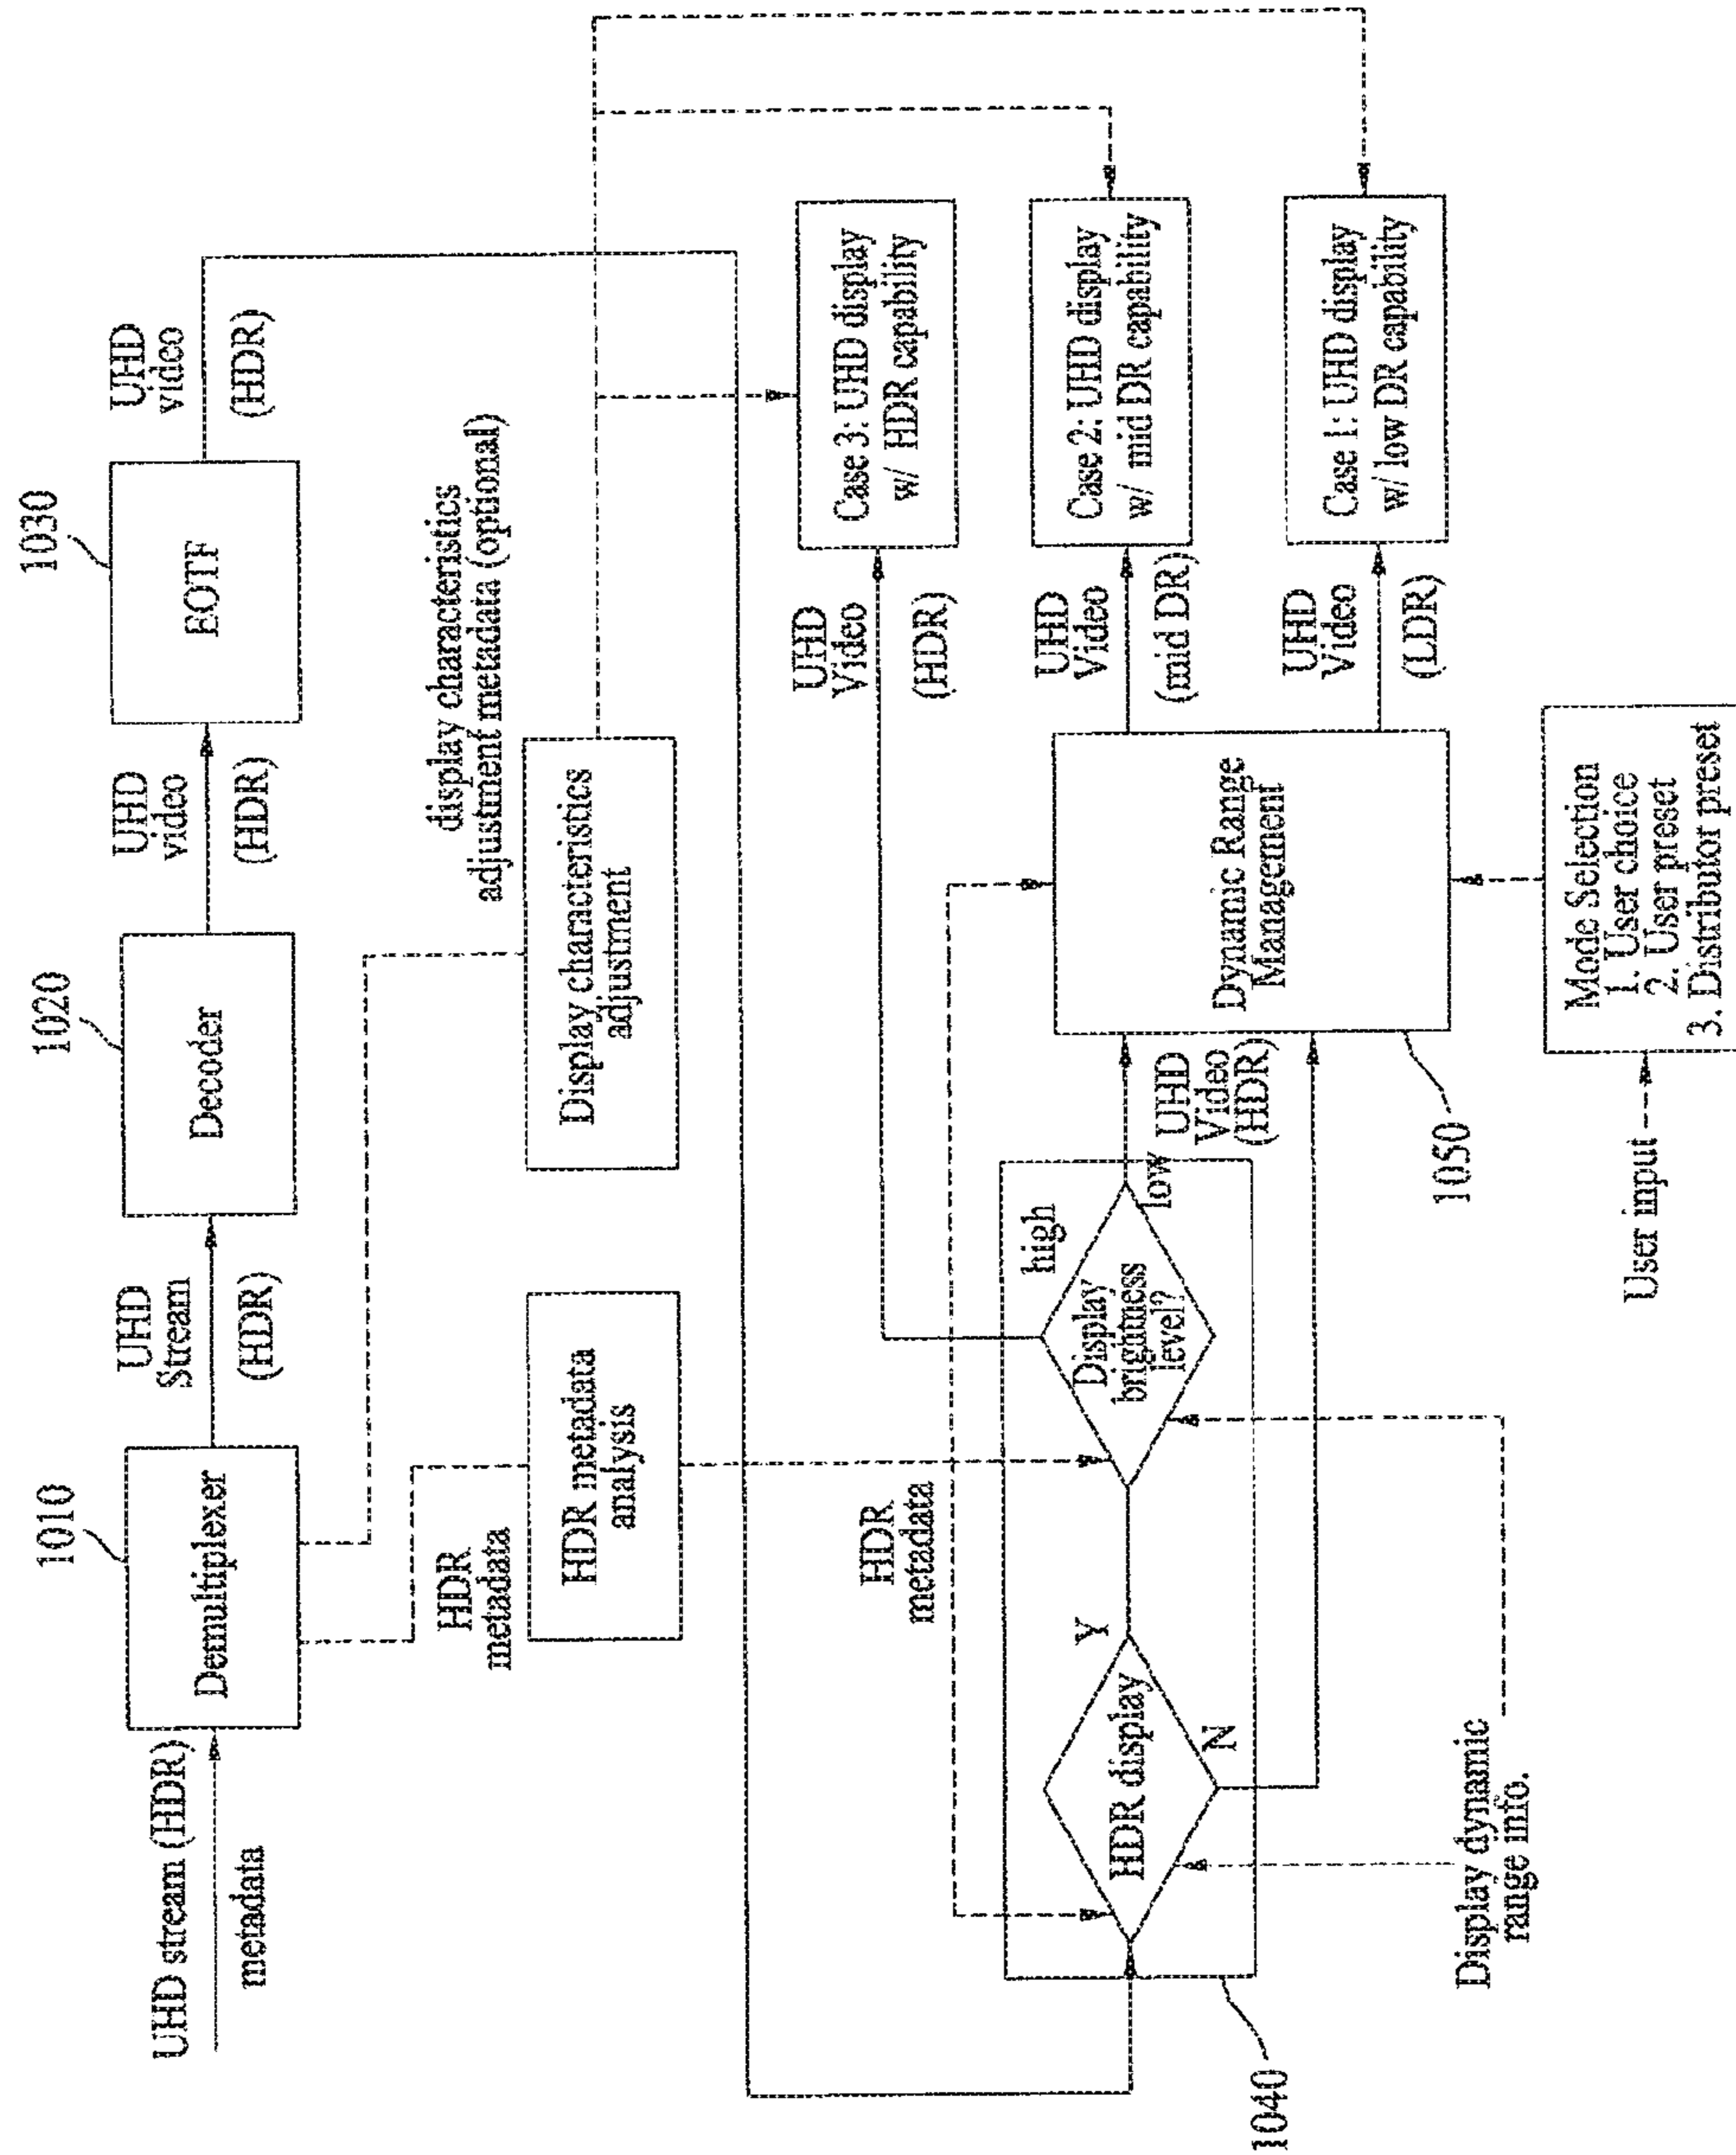 UHD stream (HDR)
metadata
1010
Demultiplexer
UHD
Stream
(HDR)
1020
Decoder
UHD
video
(HDR)
1030
EOTF
UHD
video
(HDR)
HDR
metadata
HDR metadata
analysis
Display characteristics
adjustment
display characteristics
adjustment metadata (optional)
HDR
metadata
1040
HDR display
Y
N
Display
brightness
level?
high
low
UHD
Video
(HDR)
Dynamic Range
Management
1050
UHD
Video
(HDR)
Case 3: UHD display
w/ HDR capability
UHD
Video
(mid DR)
Case 2: UHD display
w/ mid DR capability
UHD
Video
(LDR)
Case 1: UHD display
w/ low DR capability
Display dynamic
range info.
User input
Mode Selection
1. User choice
2. User preset
3. Distributor preset